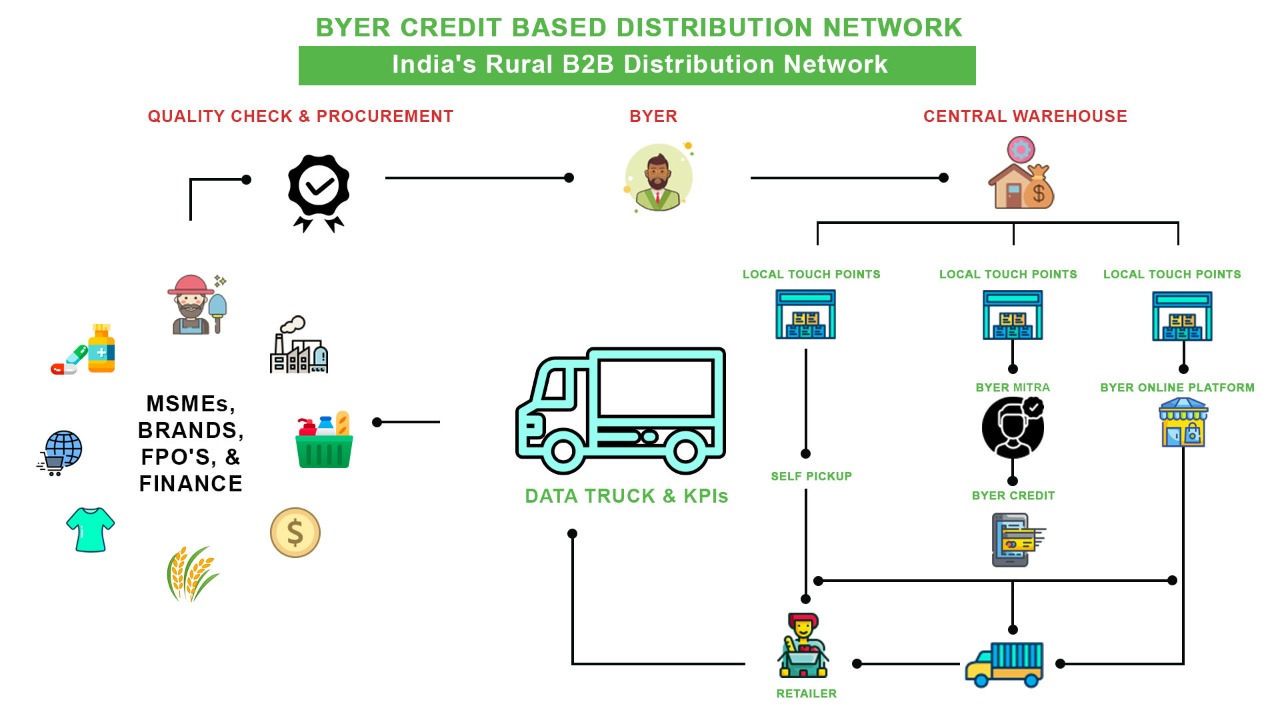 BYER CREDIT BASED DISTRIBUTION NETWORK
India's Rural B2B Distribution Network
QUALITY CHECK & PROCUREMENT
BYER
CENTRAL WAREHOUSE
$
LOCAL TOUCH POINTS
LOCAL TOUCH POINTS
LOCAL TOUCH POINTS
MSMEs,
BRANDS,
FPO'S, &
FINANCE
$
DATA TRUCK & KPIs
BYER MITRA
BYER ONLINE PLATFORM
SELF PICKUP
BYER CREDIT
RETAILER